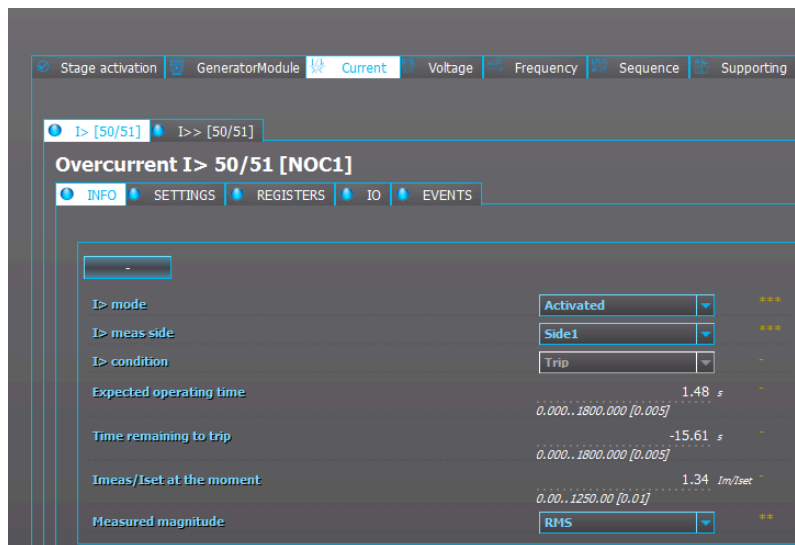 Stage activation GeneratorModule Current Voltage Frequency Sequence Supporting
I> [50/51] I>> [50/51]
Overcurrent I> 50/51 [NOC1]
INFO SETTINGS REGISTERS IO EVENTS
-
I> mode Activated ***
I> meas side Side1 ***
I> condition Trip -
Expected operating time 1.48 s -
0.000..1800.000 [0.005]
Time remaining to trip -15.61 s -
0.000..1800.000 [0.005]
Imeas/Iset at the moment 1.34 Im/Iset -
0.00..1250.00 [0.01]
Measured magnitude RMS **